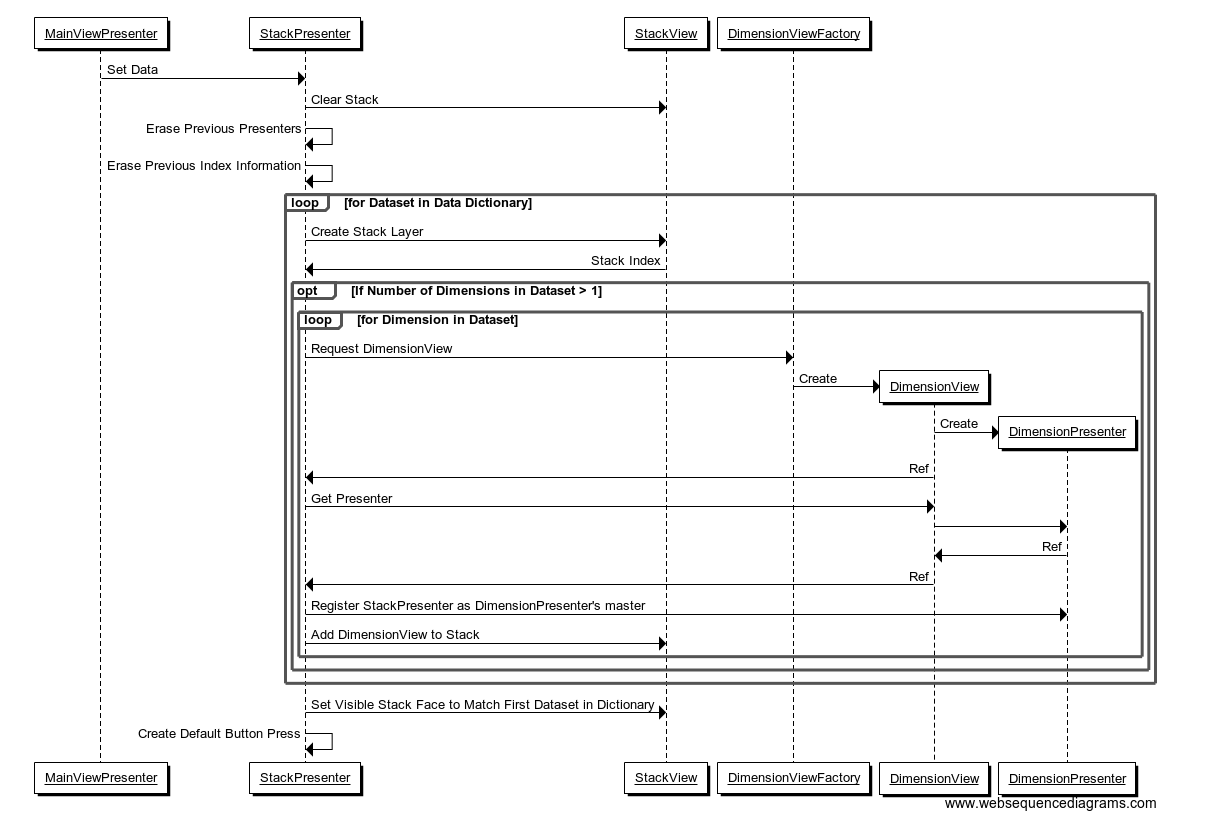 MainViewPresenter
StackPresenter
StackView
DimensionViewFactory
Set Data
Clear Stack
Erase Previous Presenters
Erase Previous Index Information
loop
[for Dataset in Data Dictionary]
Create Stack Layer
Stack Index
opt
[If Number of Dimensions in Dataset > 1]
loop
[for Dimension in Dataset]
Request DimensionView
Create
DimensionView
Create
DimensionPresenter
Ref
Get Presenter
Ref
Ref
Register StackPresenter as DimensionPresenter's master
Add DimensionView to Stack
Set Visible Stack Face to Match First Dataset in Dictionary
Create Default Button Press
MainViewPresenter
StackPresenter
StackView
DimensionViewFactory
DimensionView
DimensionPresenter
www.websequencediagrams.com